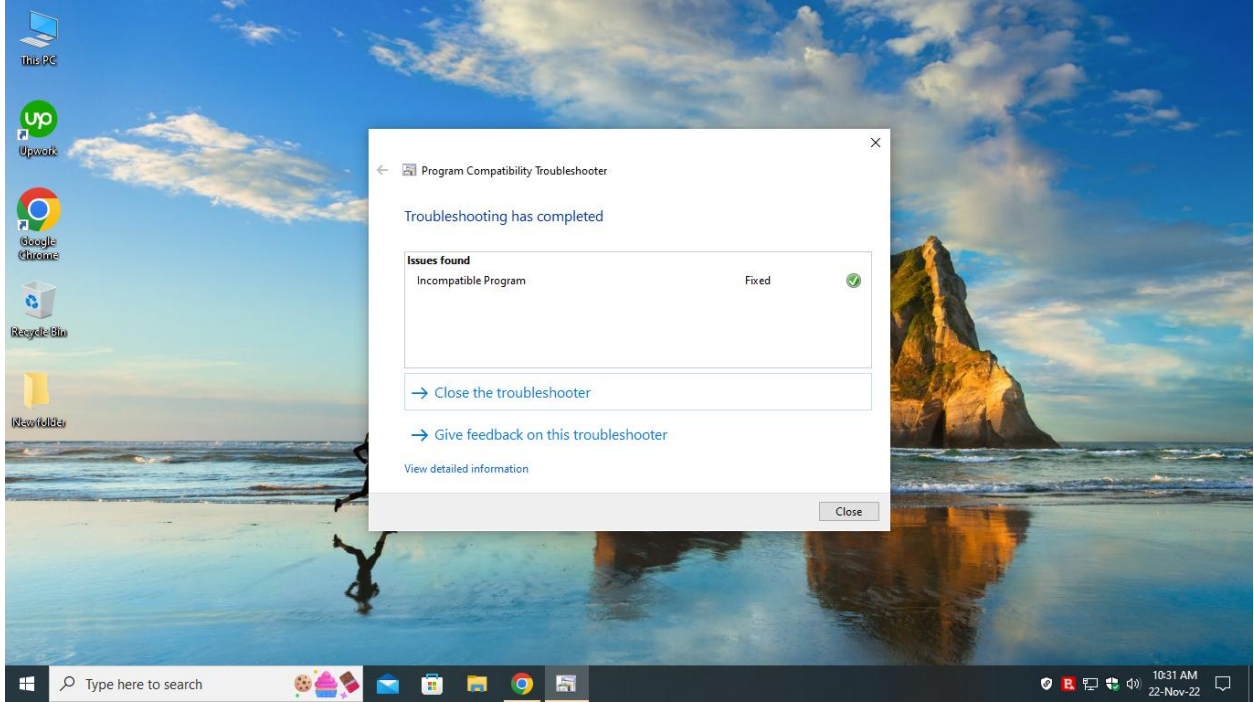 This PC
up
Upwork
Google
Chrome
Recycle Bin
New folder
Program Compatibility Troubleshooter
Troubleshooting has completed
Issues found
Incompatible Program Fixed
Close the troubleshooter
Give feedback on this troubleshooter
View detailed information
Close
Type here to search
10:31 AM
22-Nov-22